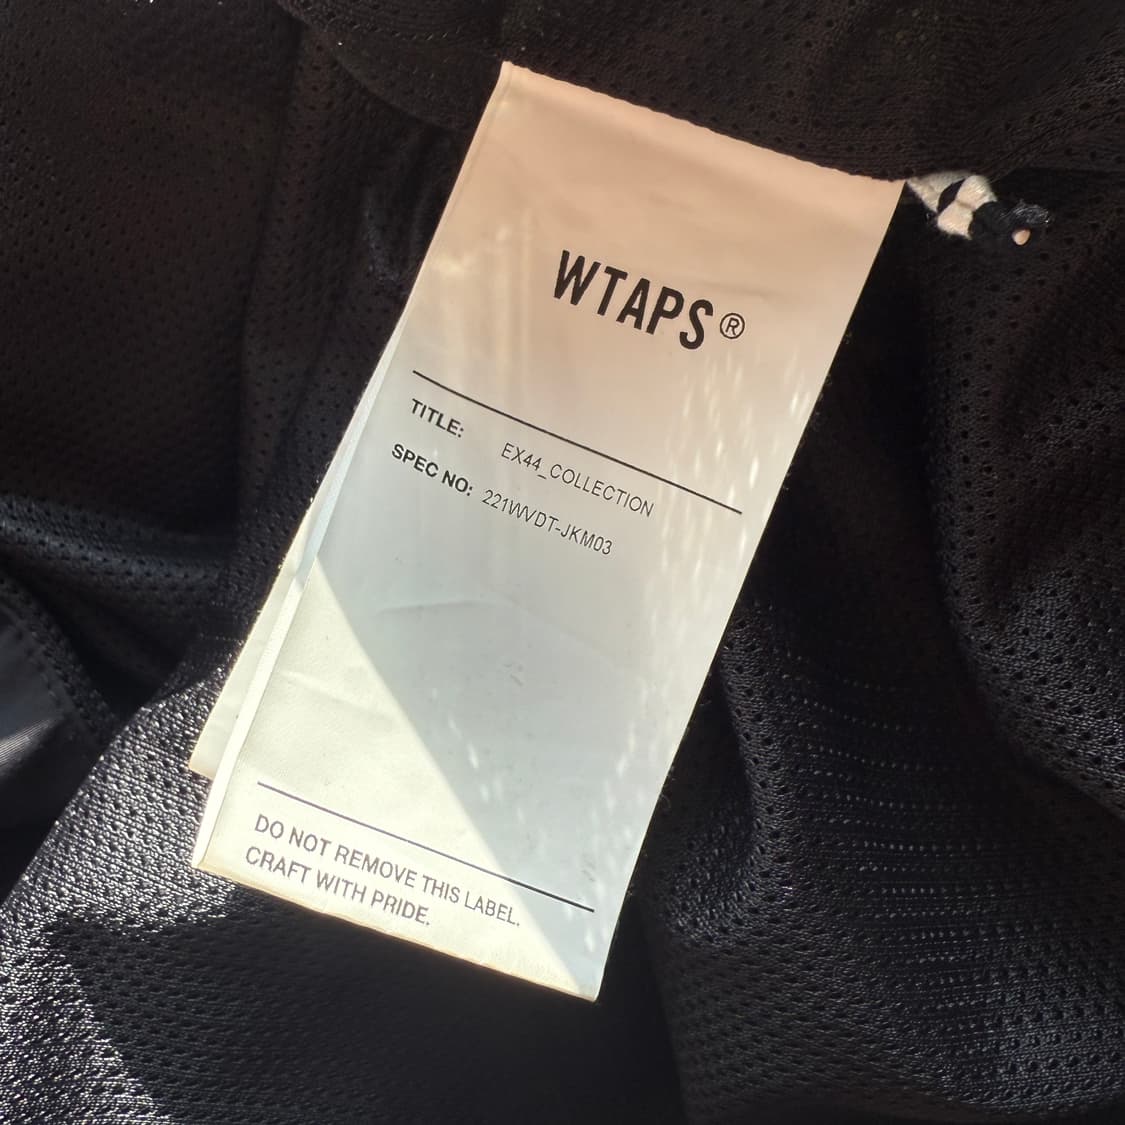 WTAPS®
TITLE: EX44_COLLECTION
SPEC NO: 221WVDT-JKM03
DO NOT REMOVE THIS LABEL.
CRAFT WITH PRIDE.